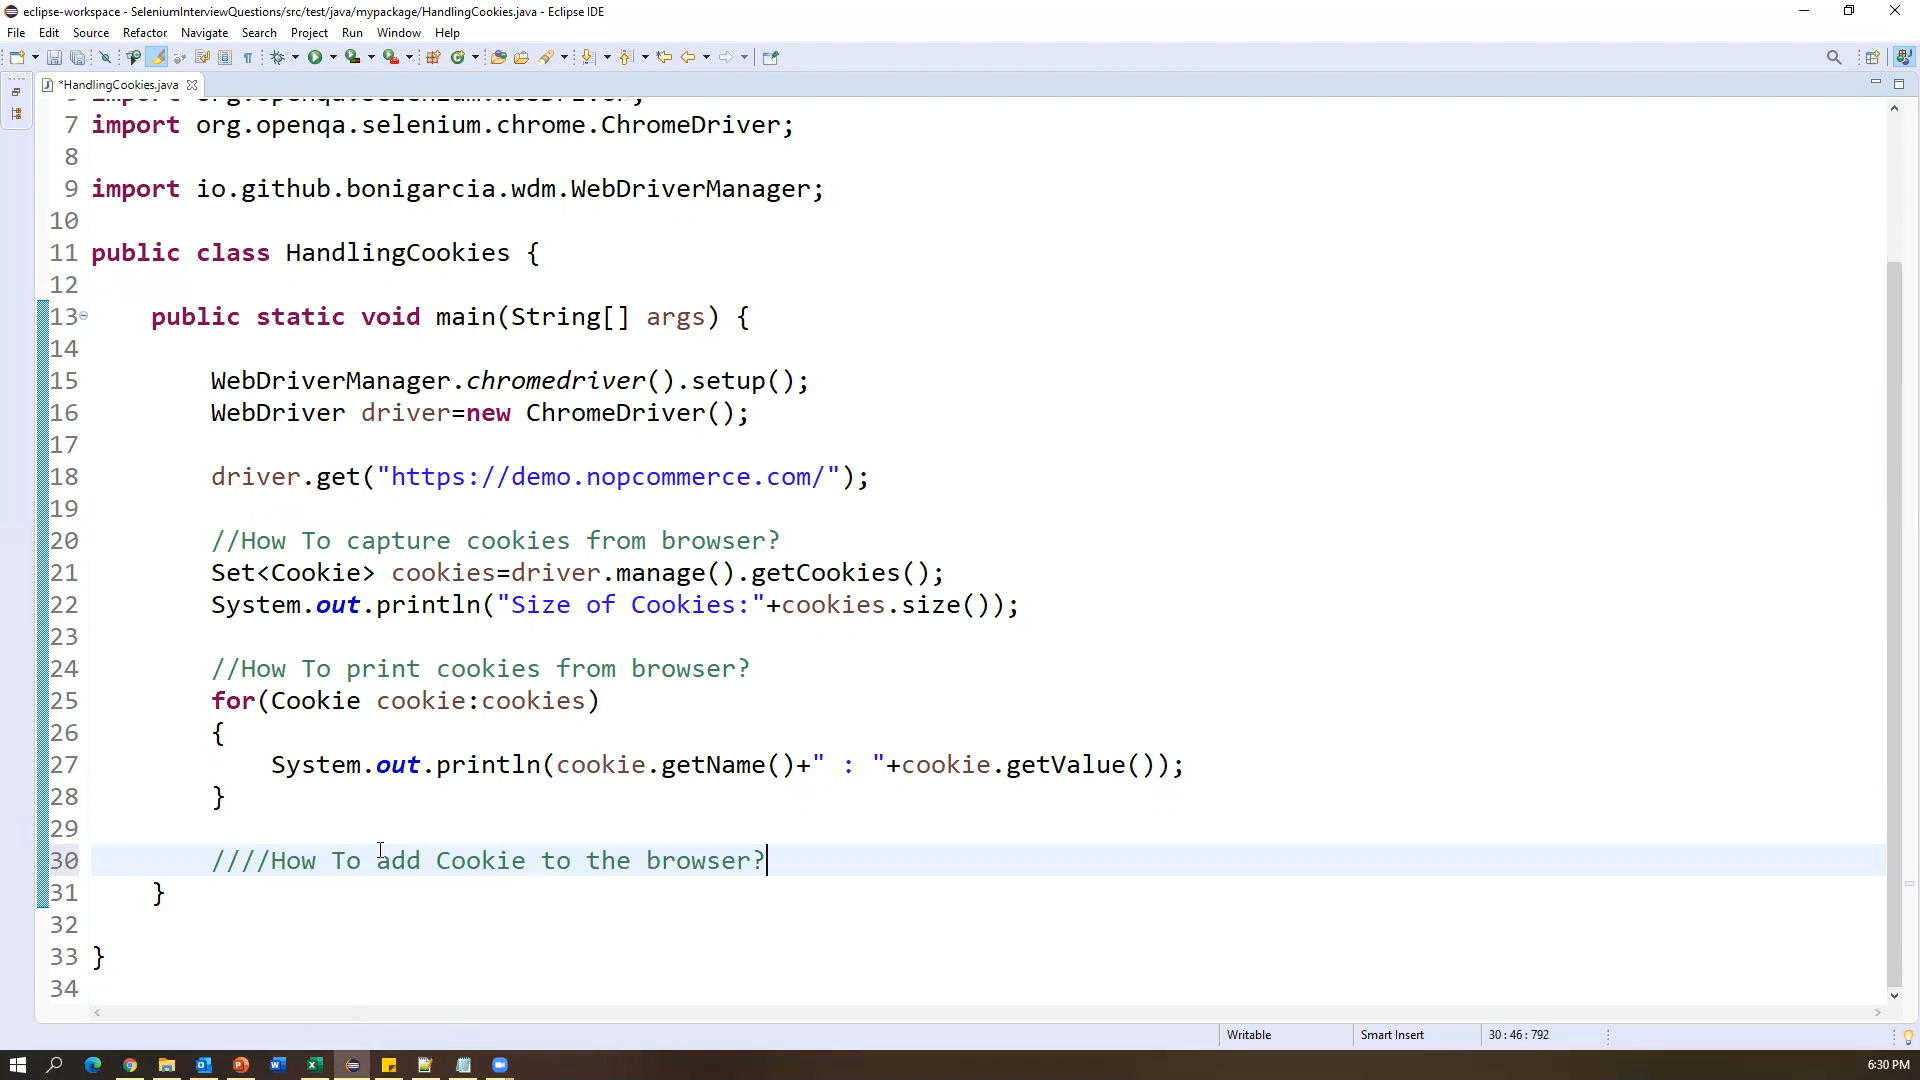 eclipse-workspace - SeleniumInterviewQuestions/src/test/java/mypackage/HandlingCookies.java - Eclipse IDE
File Edit Source Refactor Navigate Search Project Run Window Help
*HandlingCookies.java
import org.openqa.selenium.WebDriver;
7 import org.openqa.selenium.chrome.ChromeDriver;
8
9 import io.github.bonigarcia.wdm.WebDriverManager;
10
11 public class HandlingCookies {
12
13 public static void main(String[] args) {
14
15 WebDriverManager.chromedriver().setup();
16 WebDriver driver=new ChromeDriver();
17
18 driver.get("https://demo.nopcommerce.com/");
19
20 //How To capture cookies from browser?
21 Set<Cookie> cookies=driver.manage().getCookies();
22 System.out.println("Size of Cookies:"+cookies.size());
23
24 //How To print cookies from browser?
25 for(Cookie cookie:cookies)
26 {
27 System.out.println(cookie.getName()+" : "+cookie.getValue());
28 }
29
30 ////How To add Cookie to the browser?
31 }
32
33 }
34
Writable Smart Insert 30 : 46 : 792
6:30 PM